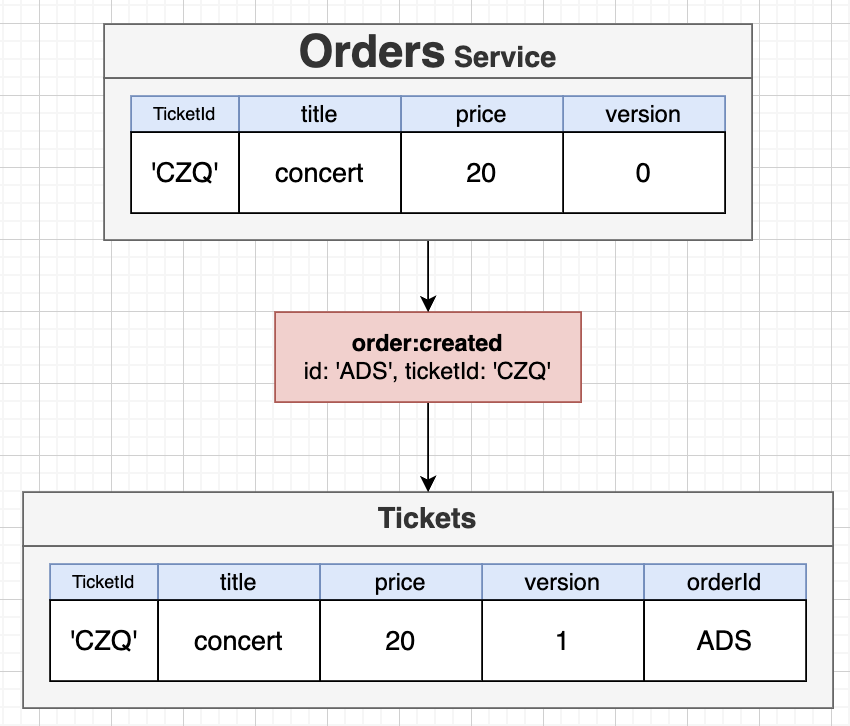 Orders Service
TicketId title price version
'CZQ' concert 20 0
order:created
id: 'ADS', ticketId: 'CZQ'
Tickets
TicketId title price version orderId
'CZQ' concert 20 1 ADS